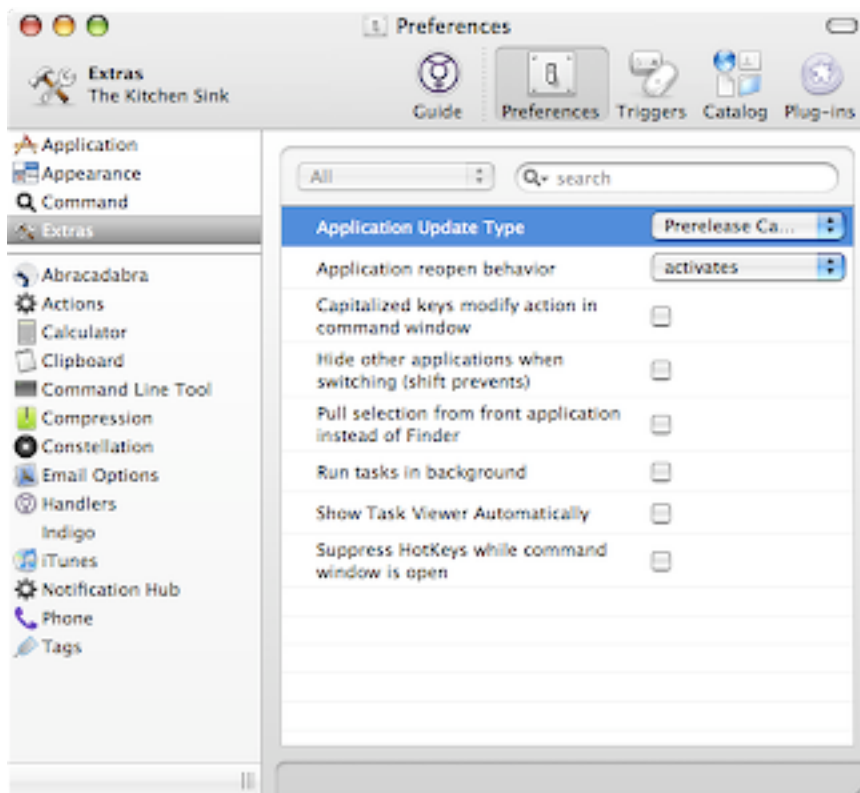 Preferences
Extras
The Kitchen Sink
Guide
Preferences
Triggers
Catalog
Plug-ins
Application
Appearance
Command
Extras
Abracadabra
Actions
Calculator
Clipboard
Command Line Tool
Compression
Constellation
Email Options
Handlers
Indigo
iTunes
Notification Hub
Phone
Tags
All
search
Application Update Type
Prerelease Ca...
Application reopen behavior
activates
Capitalized keys modify action in
command window
Hide other applications when
switching (shift prevents)
Pull selection from front application
instead of Finder
Run tasks in background
Show Task Viewer Automatically
Suppress HotKeys while command
window is open